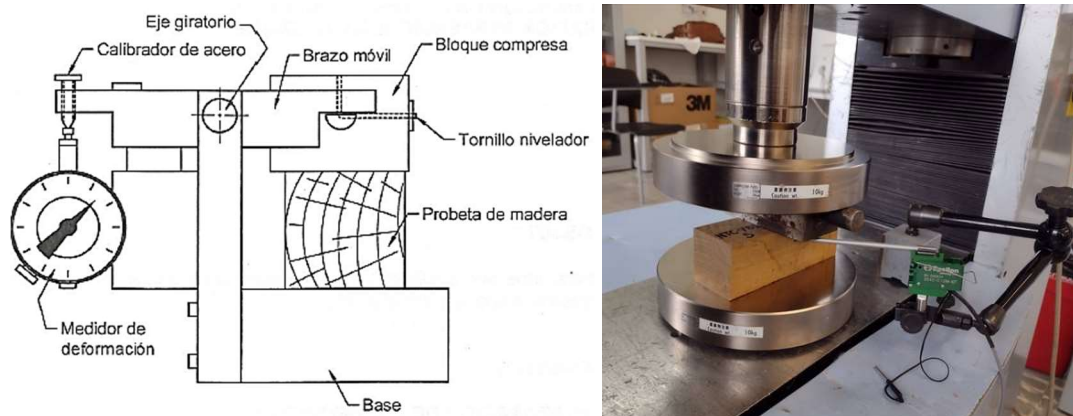 Eje giratorio
Calibrador de acero
Brazo móvil
Bloque compresa
Tornillo nivelador
Probeta de madera
Medidor de
deformación
Base
3M
10kg
Epsilon
10kg